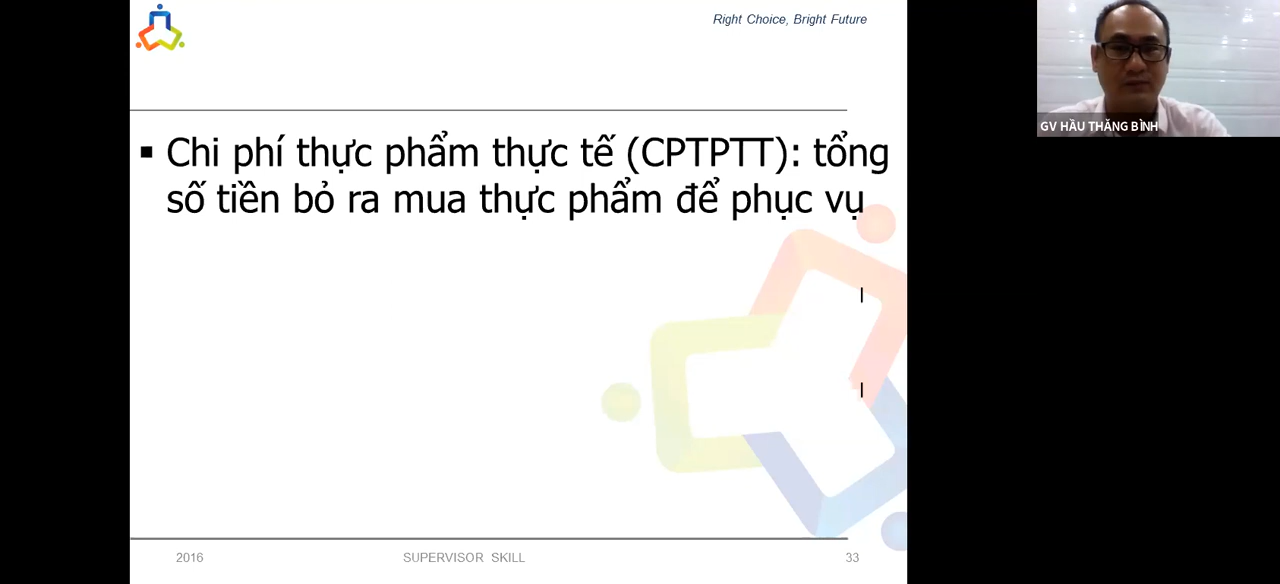 Right Choice, Bright Future
▪ Chi phí thực phẩm thực tế (CPTPTT): tổng
số tiền bỏ ra mua thực phẩm để phục vụ
2016 SUPERVISOR SKILL 33
GV HẦU THĂNG BÌNH